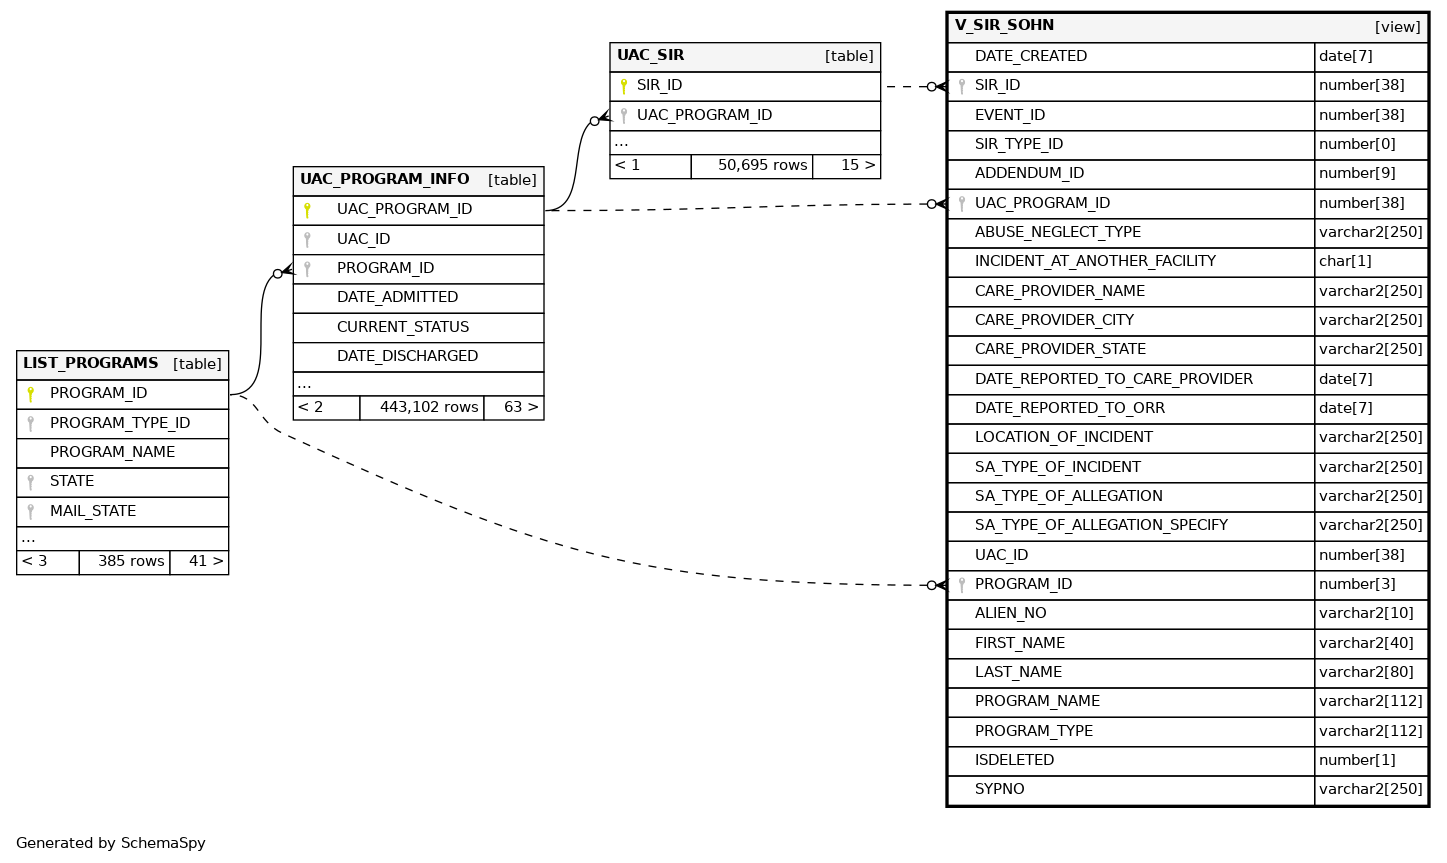 LIST_PROGRAMS [table]
PROGRAM_ID
PROGRAM_TYPE_ID
PROGRAM_NAME
STATE
MAIL_STATE
...
< 3 385 rows 41 >
UAC_PROGRAM_INFO [table]
UAC_PROGRAM_ID
UAC_ID
PROGRAM_ID
DATE_ADMITTED
CURRENT_STATUS
DATE_DISCHARGED
...
< 2 443,102 rows 63 >
UAC_SIR [table]
SIR_ID
UAC_PROGRAM_ID
...
< 1 50,695 rows 15 >
V_SIR_SOHN [view]
DATE_CREATED date[7]
SIR_ID number[38]
EVENT_ID number[38]
SIR_TYPE_ID number[0]
ADDENDUM_ID number[9]
UAC_PROGRAM_ID number[38]
ABUSE_NEGLECT_TYPE varchar2[250]
INCIDENT_AT_ANOTHER_FACILITY char[1]
CARE_PROVIDER_NAME varchar2[250]
CARE_PROVIDER_CITY varchar2[250]
CARE_PROVIDER_STATE varchar2[250]
DATE_REPORTED_TO_CARE_PROVIDER date[7]
DATE_REPORTED_TO_ORR date[7]
LOCATION_OF_INCIDENT varchar2[250]
SA_TYPE_OF_INCIDENT varchar2[250]
SA_TYPE_OF_ALLEGATION varchar2[250]
SA_TYPE_OF_ALLEGATION_SPECIFY varchar2[250]
UAC_ID number[38]
PROGRAM_ID number[3]
ALIEN_NO varchar2[10]
FIRST_NAME varchar2[40]
LAST_NAME varchar2[80]
PROGRAM_NAME varchar2[112]
PROGRAM_TYPE varchar2[112]
ISDELETED number[1]
SYPNO varchar2[250]
Generated by SchemaSpy